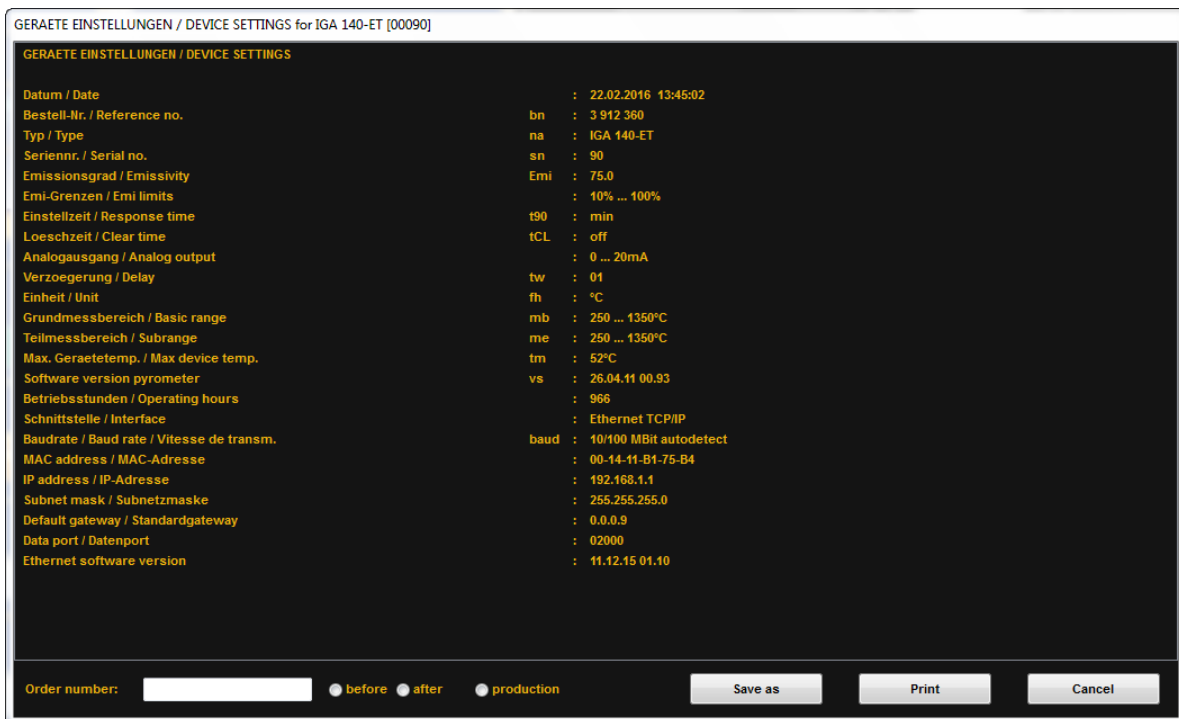 GERAETE EINSTELLUNGEN / DEVICE SETTINGS for IGA 140-ET [00090]
GERAETE EINSTELLUNGEN / DEVICE SETTINGS
Datum / Date : 22.02.2016 13:45:02
Bestell-Nr. / Reference no. bn : 3 912 360
Typ / Type na : IGA 140-ET
Seriennr. / Serial no. sn : 90
Emissionsgrad / Emissivity Emi : 75.0
Emi-Grenzen / Emi limits : 10% ... 100%
Einstellzeit / Response time t90 : min
Loeschzeit / Clear time tCL : off
Analogausgang / Analog output : 0 ... 20mA
Verzoegerung / Delay tw : 01
Einheit / Unit fh : °C
Grundmessbereich / Basic range mb : 250 ... 1350°C
Teilmessbereich / Subrange me : 250 ... 1350°C
Max. Geraetetemp. / Max device temp. tm : 52°C
Software version pyrometer vs : 26.04.11 00.93
Betriebsstunden / Operating hours : 966
Schnittstelle / Interface : Ethernet TCP/IP
Baudrate / Baud rate / Vitesse de transm. baud : 10/100 MBit autodetect
MAC address / MAC-Adresse : 00-14-11-B1-75-B4
IP address / IP-Adresse : 192.168.1.1
Subnet mask / Subnetzmaske : 255.255.255.0
Default gateway / Standardgateway : 0.0.0.9
Data port / Datenport : 02000
Ethernet software version : 11.12.15 01.10
Order number: before after production Save as Print Cancel